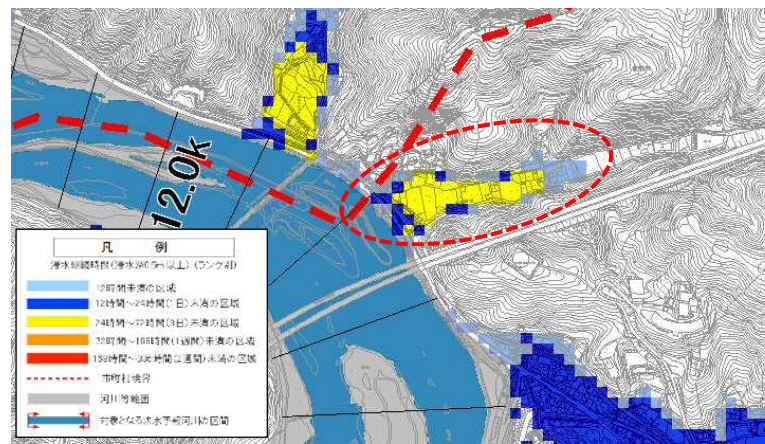 12.0k
凡 例
浸水継続時間(浸水深0.5m以上)(ランク別)
12時間未満の区域
12時間~24時間(1日)未満の区域
24時間~72時間(3日)未満の区域
72時間~168時間(1週間)未満の区域
168時間~336時間(2週間)未満の区域
市町村境界
河川等範囲
対象となる洪水予報河川の区間